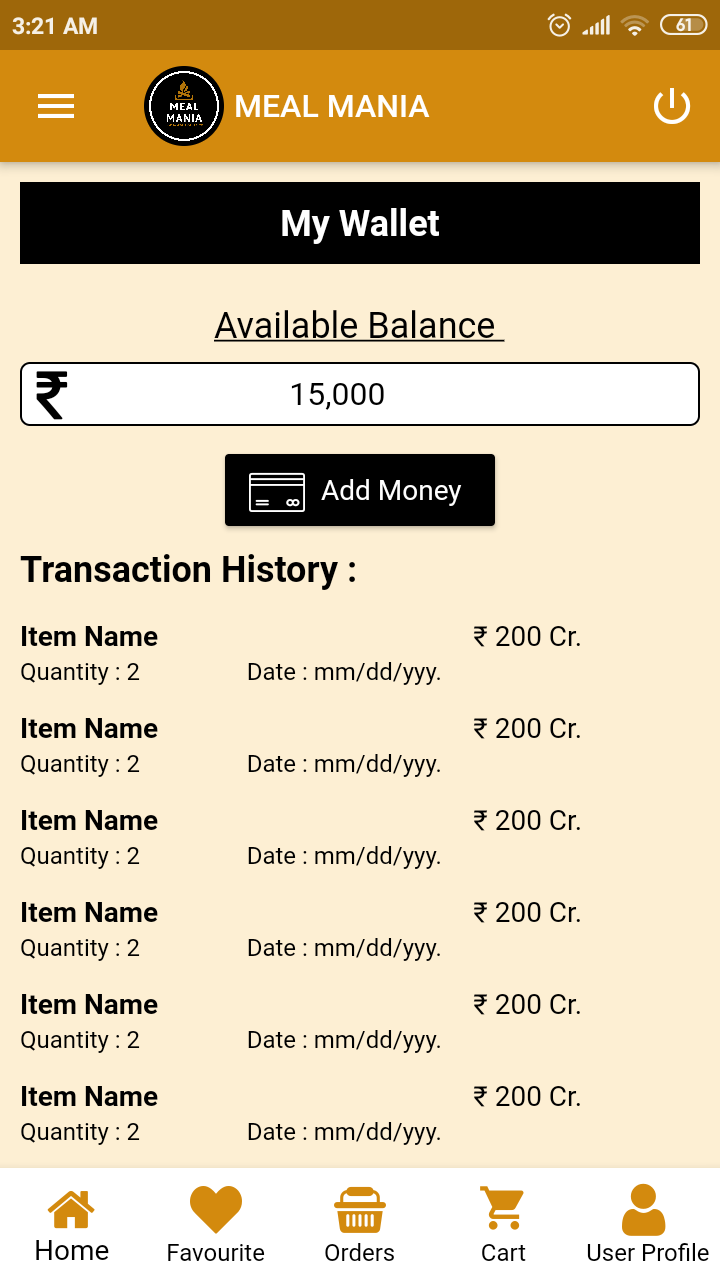 3:21 AM
61
MEAL
MANIA
MEAL MANIA
My Wallet
Available Balance
₹ 15,000
Add Money
Transaction History :
Item Name ₹ 200 Cr.
Quantity : 2 Date : mm/dd/yyy.
Item Name ₹ 200 Cr.
Quantity : 2 Date : mm/dd/yyy.
Item Name ₹ 200 Cr.
Quantity : 2 Date : mm/dd/yyy.
Item Name ₹ 200 Cr.
Quantity : 2 Date : mm/dd/yyy.
Item Name ₹ 200 Cr.
Quantity : 2 Date : mm/dd/yyy.
Item Name ₹ 200 Cr.
Quantity : 2 Date : mm/dd/yyy.
Home Favourite Orders Cart User Profile